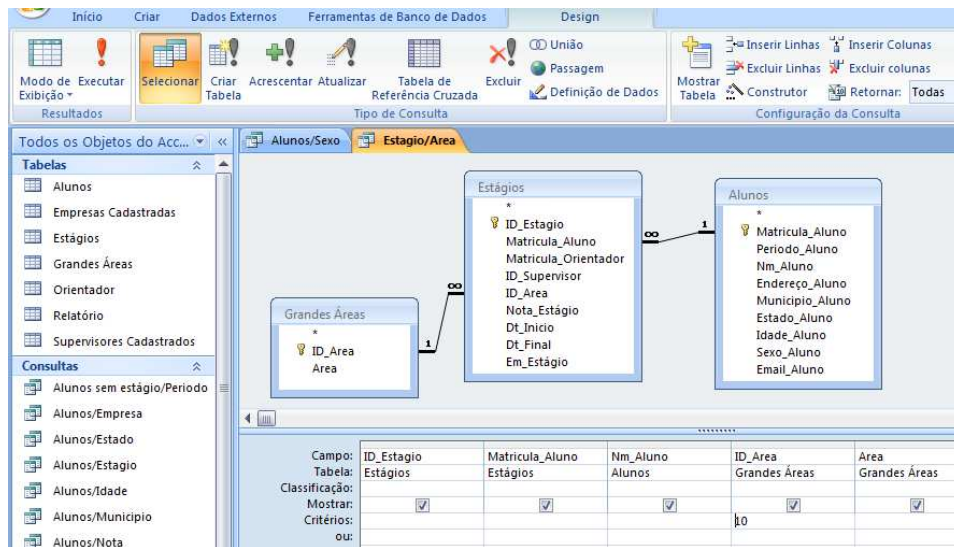 Início Criar Dados Externos Ferramentas de Banco de Dados Design
Modo de Exibição Executar
Resultados
Selecionar Criar Tabela Acrescentar Atualizar Tabela de Referência Cruzada Excluir
União
Passagem
Definição de Dados
Tipo de Consulta
Mostrar Tabela
Inserir Linhas
Excluir Linhas
Construtor
Inserir Colunas
Excluir colunas
Retornar: Todas
Configuração da Consulta
Todos os Objetos do Acc... «
Tabelas
Alunos
Empresas Cadastradas
Estágios
Grandes Áreas
Orientador
Relatório
Supervisores Cadastrados
Consultas
Alunos sem estágio/Periodo
Alunos/Empresa
Alunos/Estado
Alunos/Estagio
Alunos/Idade
Alunos/Municipio
Alunos/Nota
Alunos/Sexo Estagio/Area
Grandes Áreas
*
ID_Area
Area
1 ∞
Estágios
*
ID_Estagio
Matricula_Aluno
Matricula_Orientador
ID_Supervisor
ID_Area
Nota_Estágio
Dt_Inicio
Dt_Final
Em_Estágio
∞ 1
Alunos
*
Matricula_Aluno
Periodo_Aluno
Nm_Aluno
Endereço_Aluno
Municipio_Aluno
Estado_Aluno
Idade_Aluno
Sexo_Aluno
Email_Aluno
Campo: ID_Estagio Matricula_Aluno Nm_Aluno ID_Area Area
Tabela: Estágios Estágios Alunos Grandes Áreas Grandes Áreas
Classificação:
Mostrar:
Critérios: 10
ou: